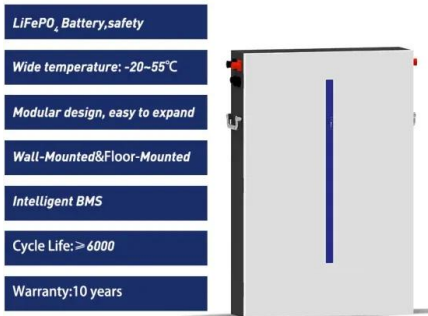 LiFePO₄ Battery,safety
Wide temperature: -20~55℃
Modular design, easy to expand
Wall-Mounted&Floor-Mounted
Intelligent BMS
Cycle Life:≥6000
Warranty:10 years